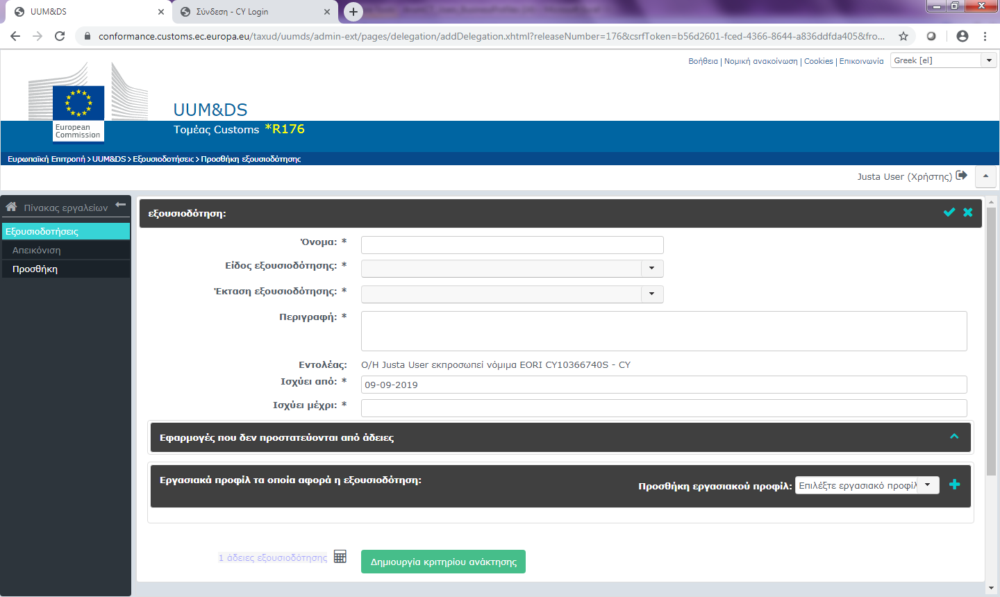 UUM&DS
Σύνδεση - CY Login
conformance.customs.ec.europa.eu/taxud/uumds/admin-ext/pages/delegation/addDelegation.xhtml?releaseNumber=176&csrfToken=b56d2601-fced-4366-8644-a836ddfda405&fro...
Βοήθεια | Νομική ανακοίνωση | Cookies | Επικοινωνία
Greek [el]
UUM&DS
Τομέας Customs *R176
European
Commission
Ευρωπαϊκή Επιτροπή > UUM&DS > Εξουσιοδοτήσεις > Προσθήκη εξουσιοδότησης
Justa User (Χρήστης)
Πίνακας εργαλείων
Εξουσιοδοτήσεις
Απεικόνιση
Προσθήκη
εξουσιοδότηση:
Όνομα: *
Είδος εξουσιοδότησης: *
Έκταση εξουσιοδότησης: *
Περιγραφή: *
Εντολέας: Ο/Η Justa User εκπροσωπεί νόμιμα EORI CY10366740S - CY
Ισχύει από: * 09-09-2019
Ισχύει μέχρι: *
Εφαρμογές που δεν προστατεύονται από άδειες
Εργασιακά προφίλ τα οποία αφορά η εξουσιοδότηση:
Προσθήκη εργασιακού προφίλ: Επιλέξτε εργασιακό προφίλ
1 άδειες εξουσιοδότησης
Δημιουργία κριτηρίου ανάκτησης